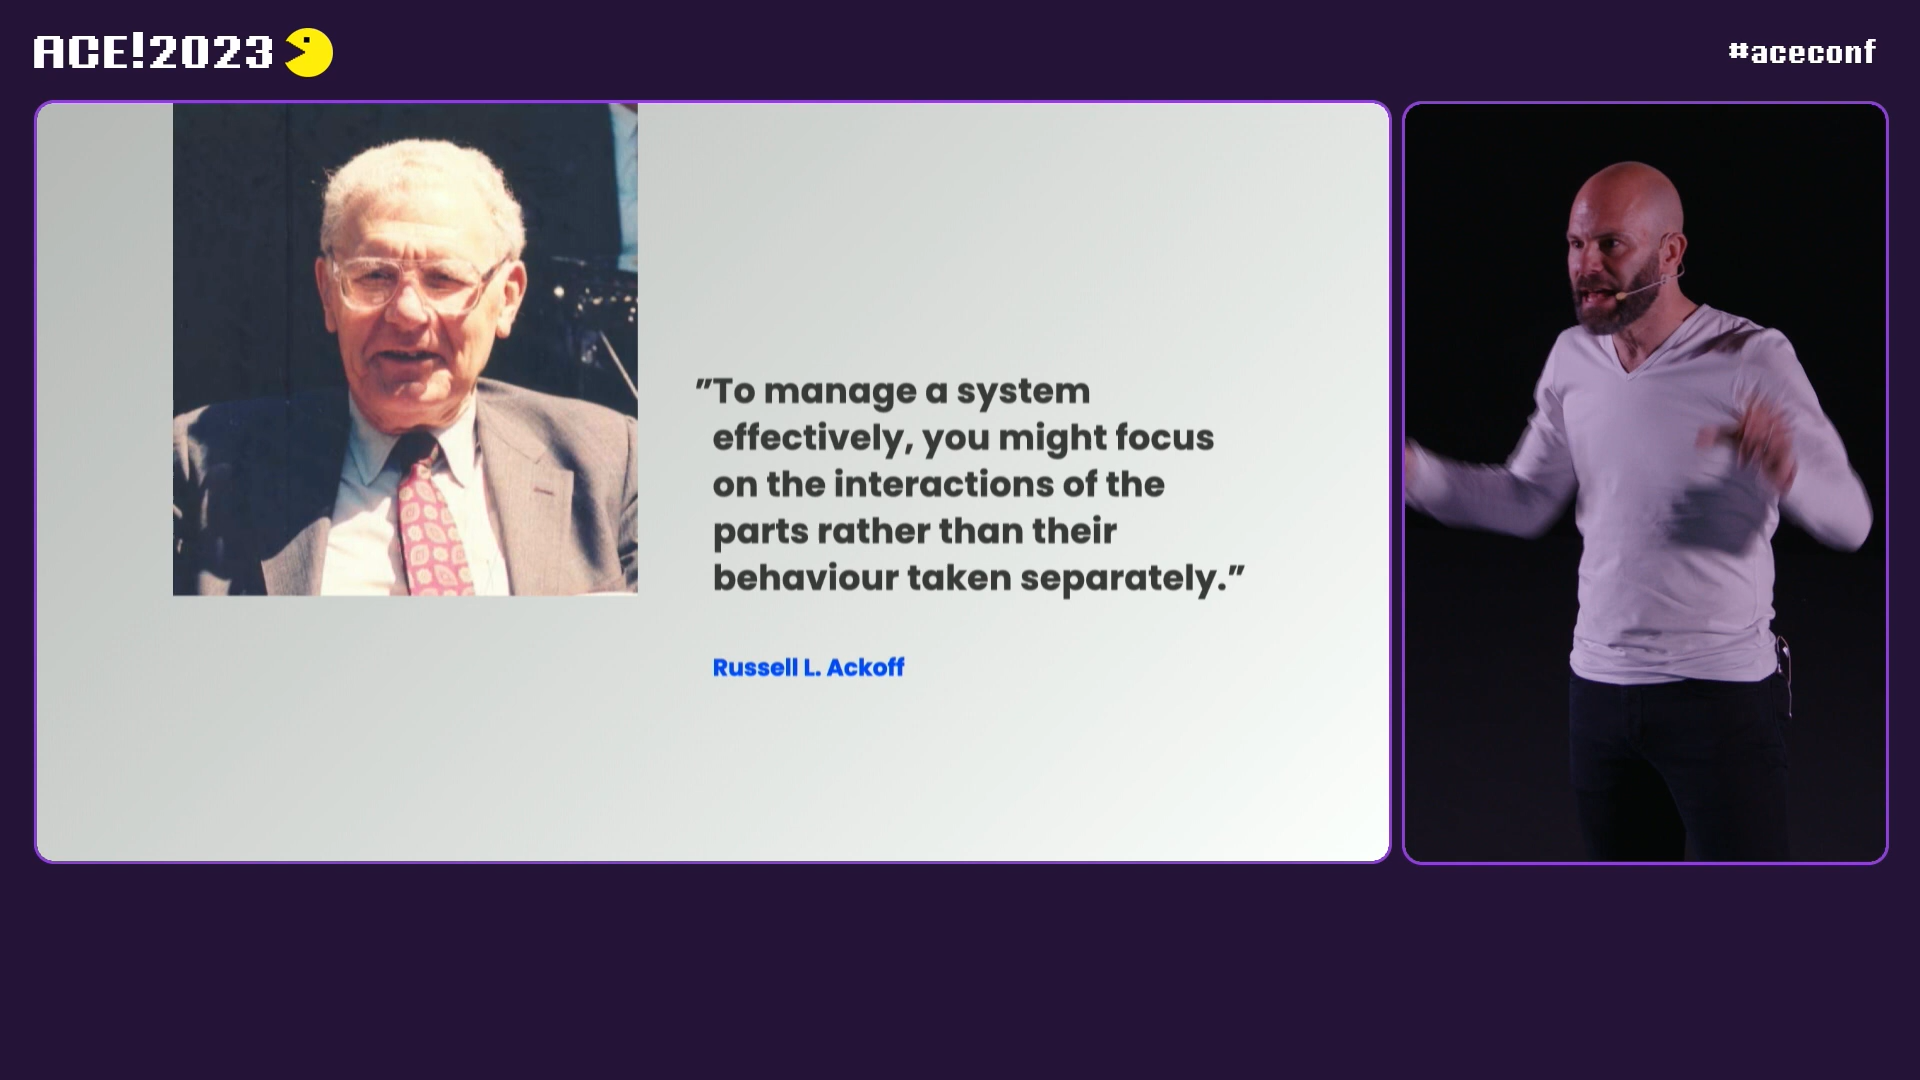 ACE!2023
#aceconf
"To manage a system
effectively, you might focus
on the interactions of the
parts rather than their
behaviour taken separately."
Russell L. Ackoff